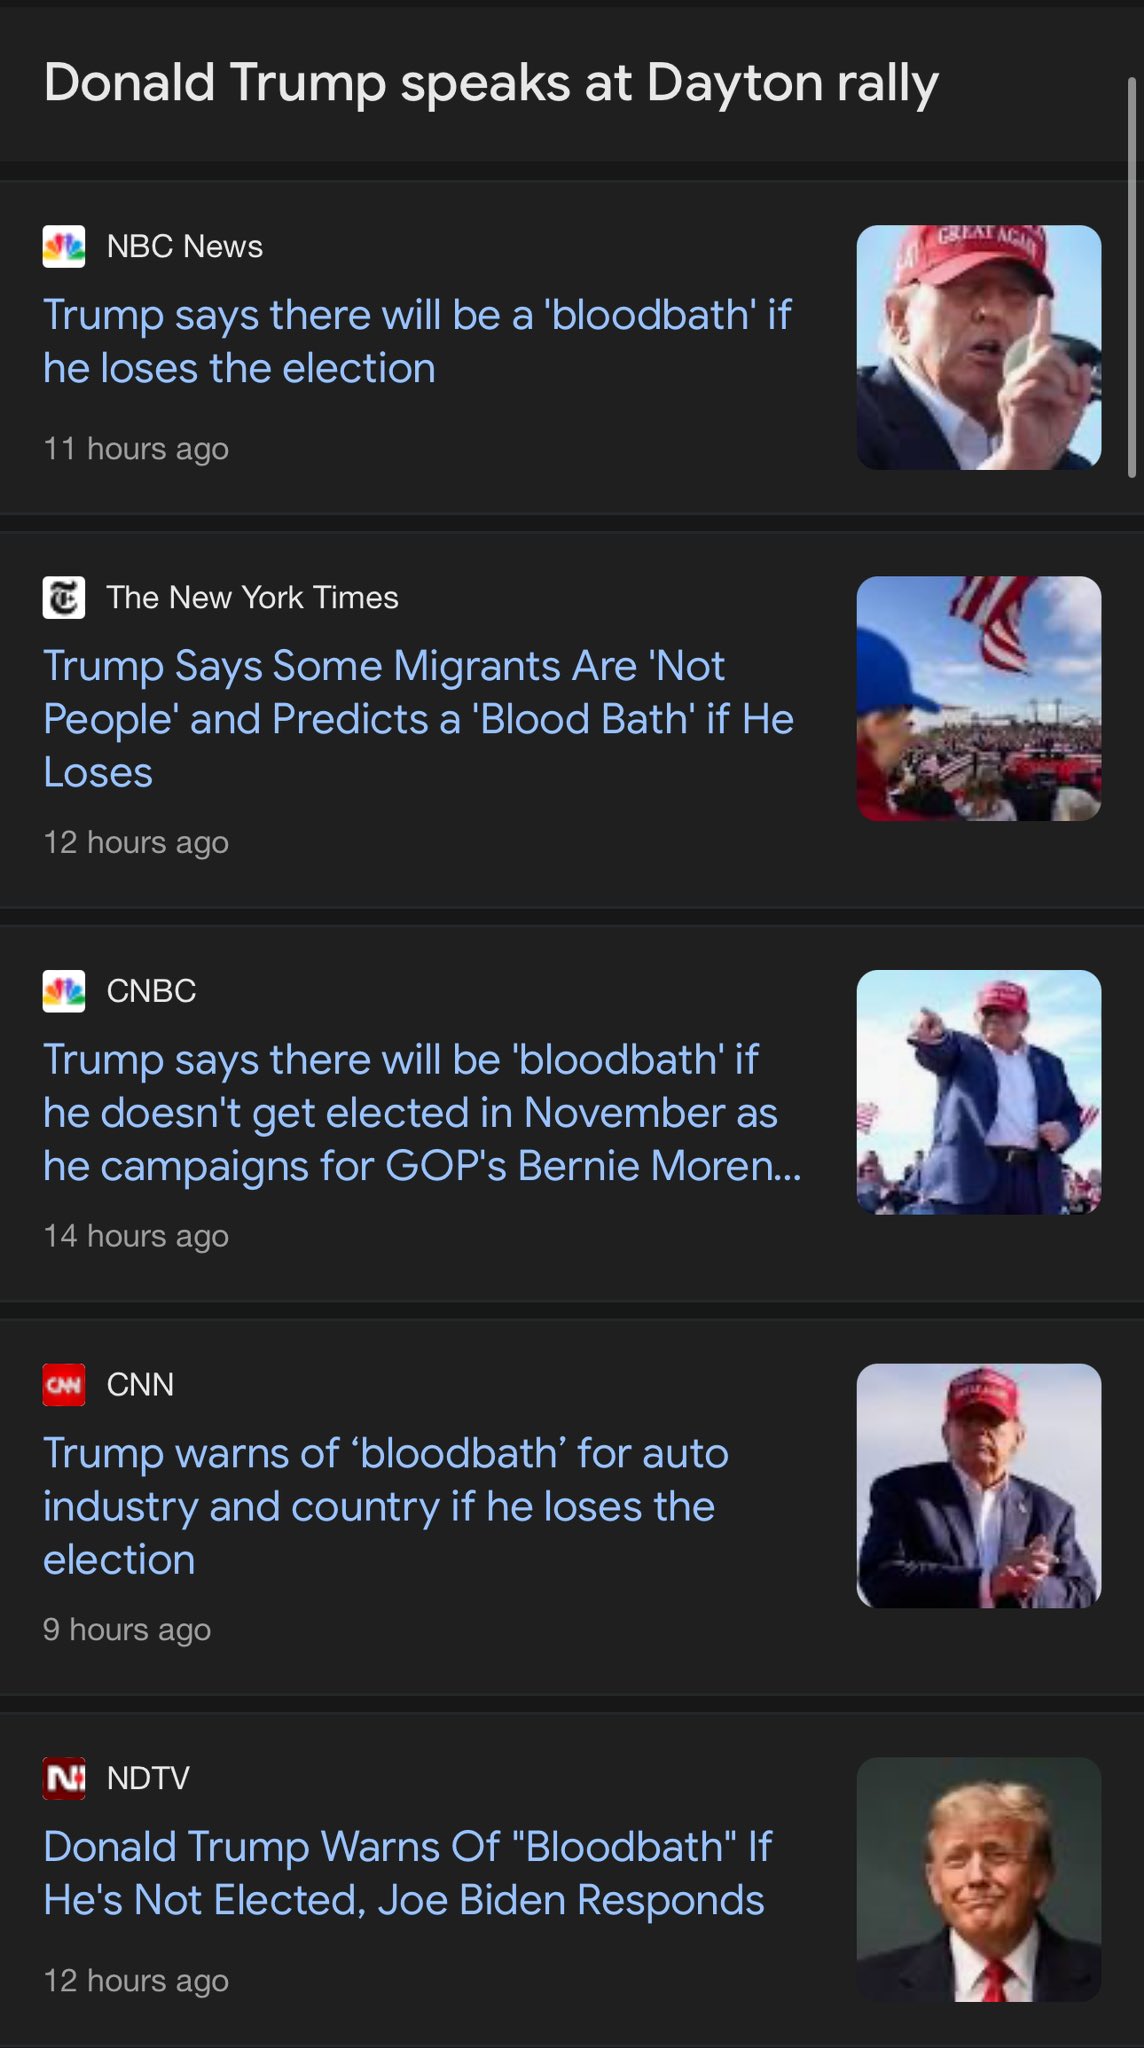 Donald Trump speaks at Dayton rally
NBC News
Trump says there will be a 'bloodbath' if
he loses the election
11 hours ago
GREAT AGAIN
The New York Times
Trump Says Some Migrants Are 'Not
People' and Predicts a 'Blood Bath' if He
Loses
12 hours ago
CNBC
Trump says there will be 'bloodbath' if
he doesn't get elected in November as
he campaigns for GOP's Bernie Moren...
14 hours ago
CNN
CNN
Trump warns of ‘bloodbath’ for auto
industry and country if he loses the
election
9 hours ago
NDTV
Donald Trump Warns Of "Bloodbath" If
He's Not Elected, Joe Biden Responds
12 hours ago